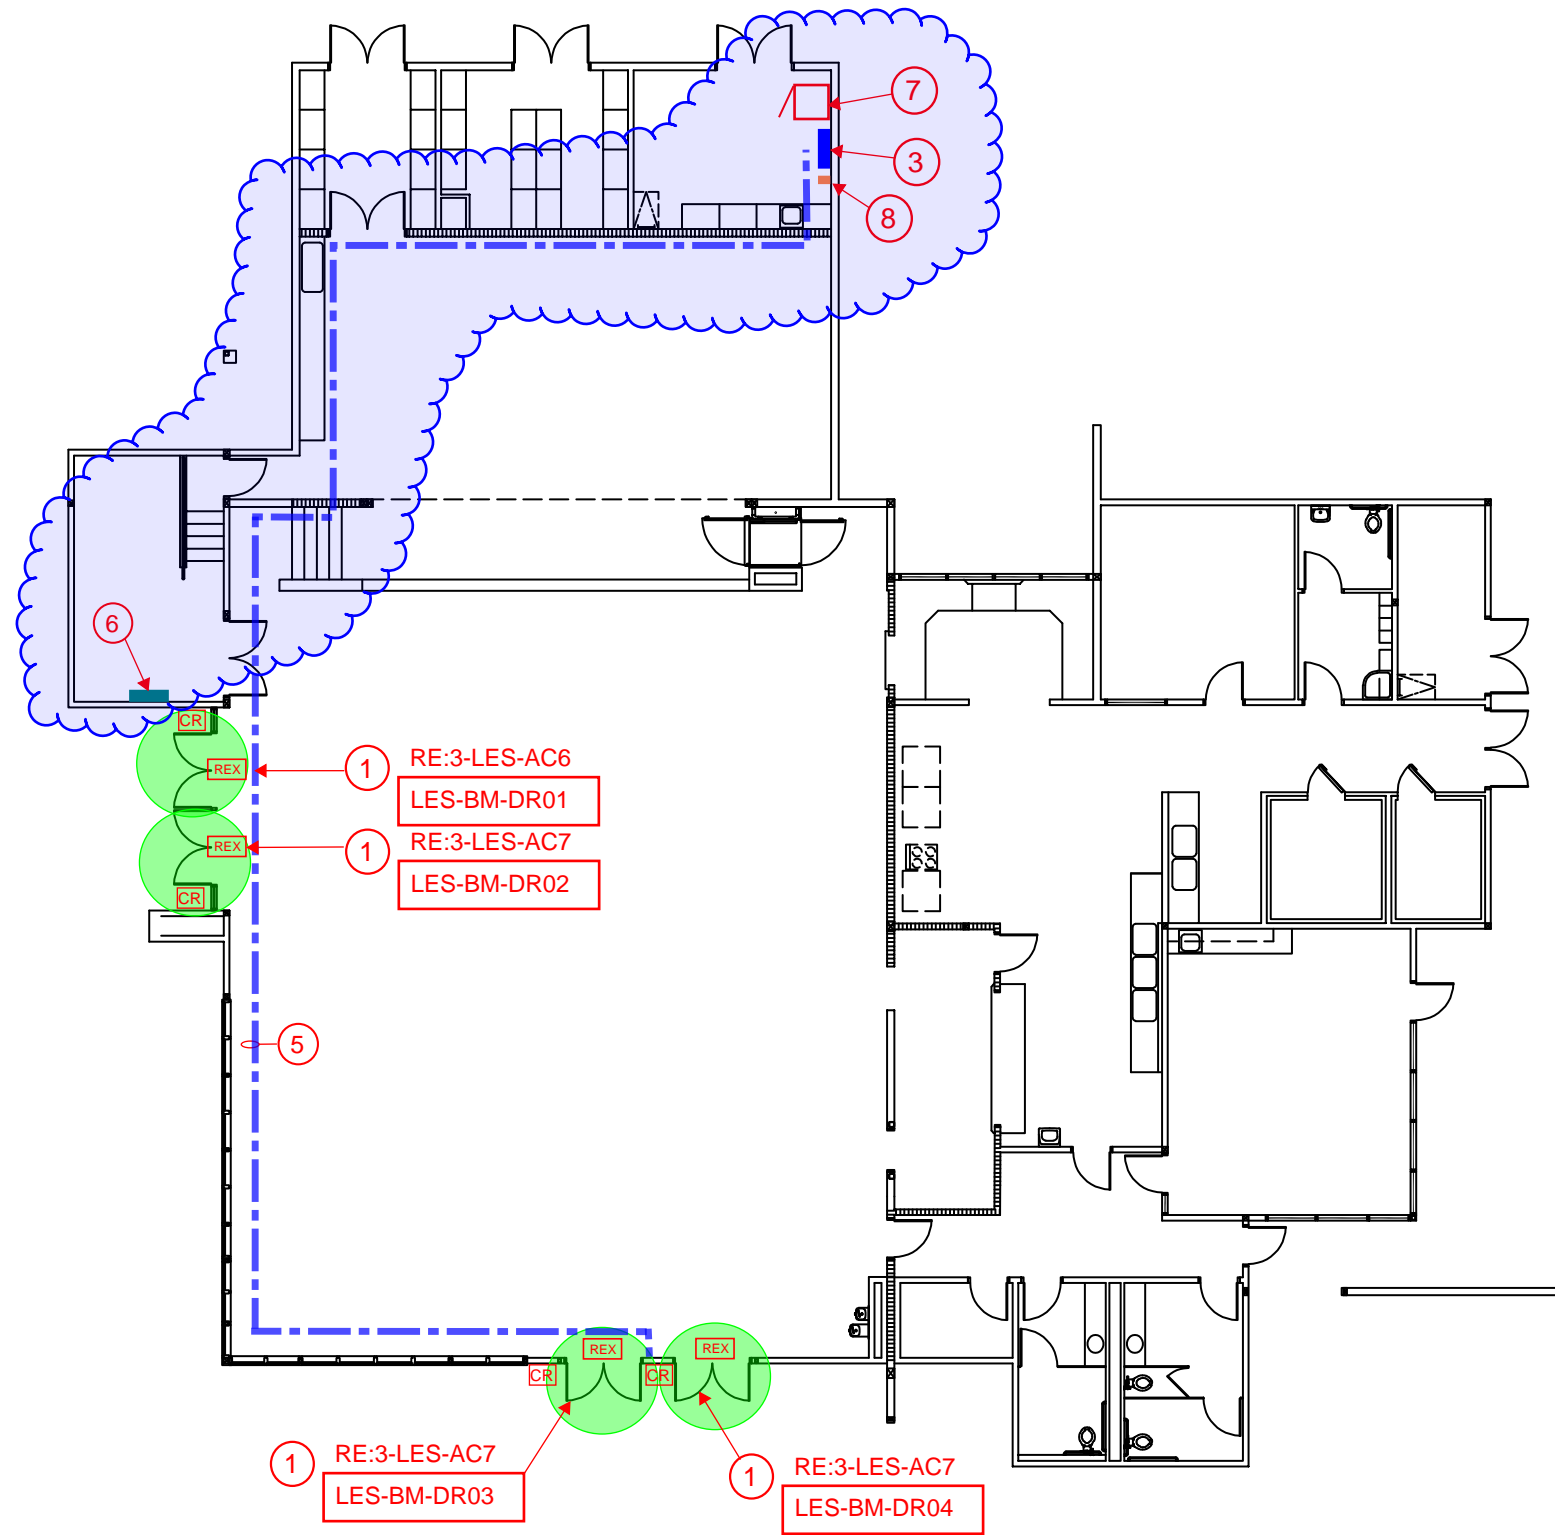 7
3
8
6
CR
REX
1
RE:3-LES-AC6
LES-BM-DR01
REX
1
RE:3-LES-AC7
LES-BM-DR02
CR
5
REX
REX
CR
CR
1
RE:3-LES-AC7
LES-BM-DR03
1
RE:3-LES-AC7
LES-BM-DR04